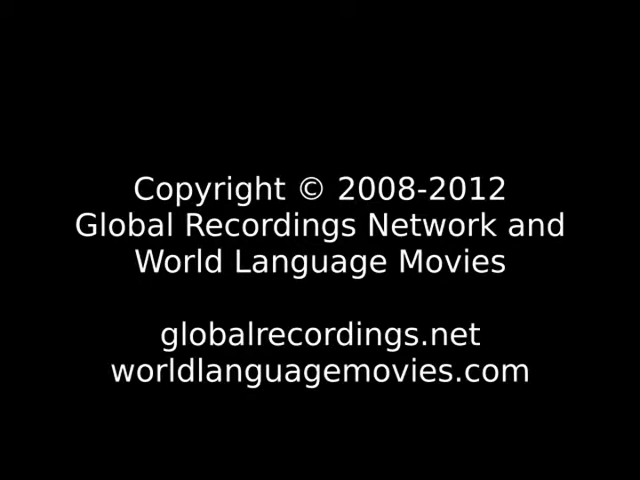 Copyright © 2008-2012
Global Recordings Network and
World Language Movies
globalrecordings.net
worldlanguagemovies.com